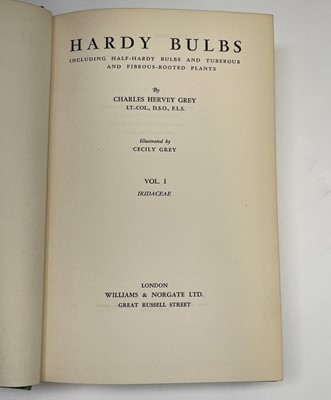 HARDY BULBS
INCLUDING HALF-HARDY BULBS AND TUBEROUS
AND FIBROUS-ROOTED PLANTS
By
CHARLES HERVEY GREY
LT.-COL., D.S.O., F.L.S.
Illustrated by
CECILY GREY
VOL. I
IRIDACEAE
LONDON
WILLIAMS & NORGATE LTD.
GREAT RUSSELL STREET